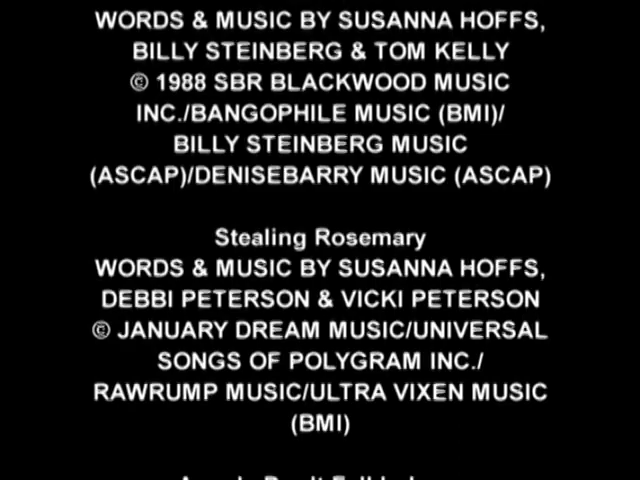 WORDS & MUSIC BY SUSANNA HOFFS,
BILLY STEINBERG & TOM KELLY
© 1988 SBR BLACKWOOD MUSIC
INC./BANGOPHILE MUSIC (BMI)/
BILLY STEINBERG MUSIC
(ASCAP)/DENISEBARRY MUSIC (ASCAP)
Stealing Rosemary
WORDS & MUSIC BY SUSANNA HOFFS,
DEBBI PETERSON & VICKI PETERSON
© JANUARY DREAM MUSIC/UNIVERSAL
SONGS OF POLYGRAM INC./
RAWRUMP MUSIC/ULTRA VIXEN MUSIC
(BMI)